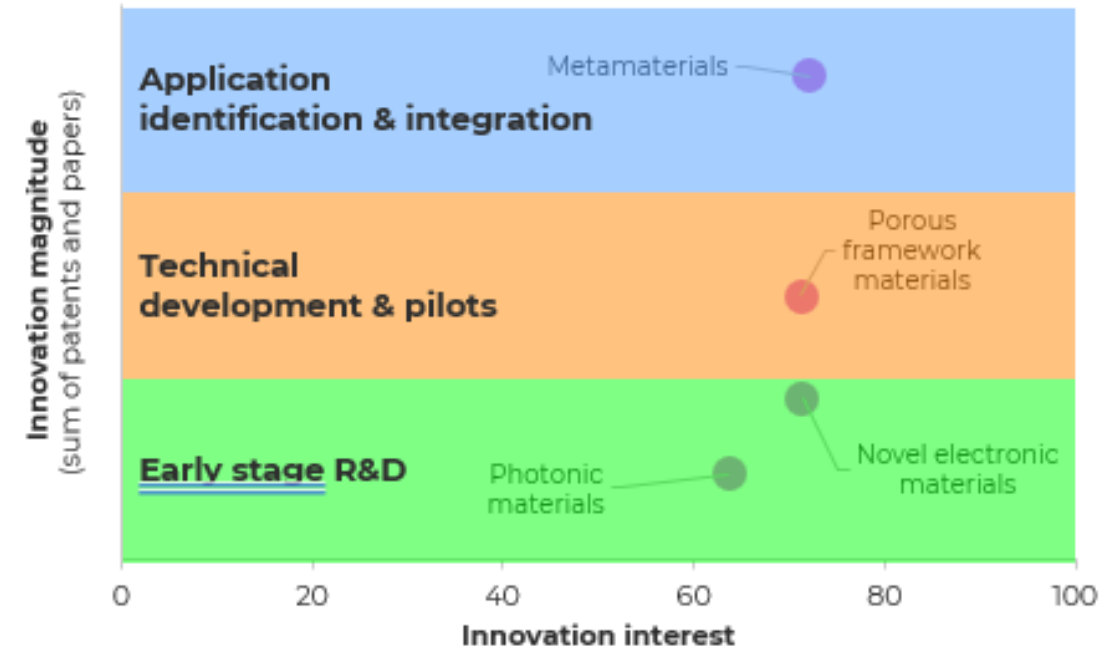 Innovation magnitude
(sum of patents and papers)
Application
identification & integration
Metamaterials
Technical
development & pilots
Porous
framework
materials
Early stage R&D
Photonic
materials
Novel electronic
materials
0 20 40 60 80 100
Innovation interest